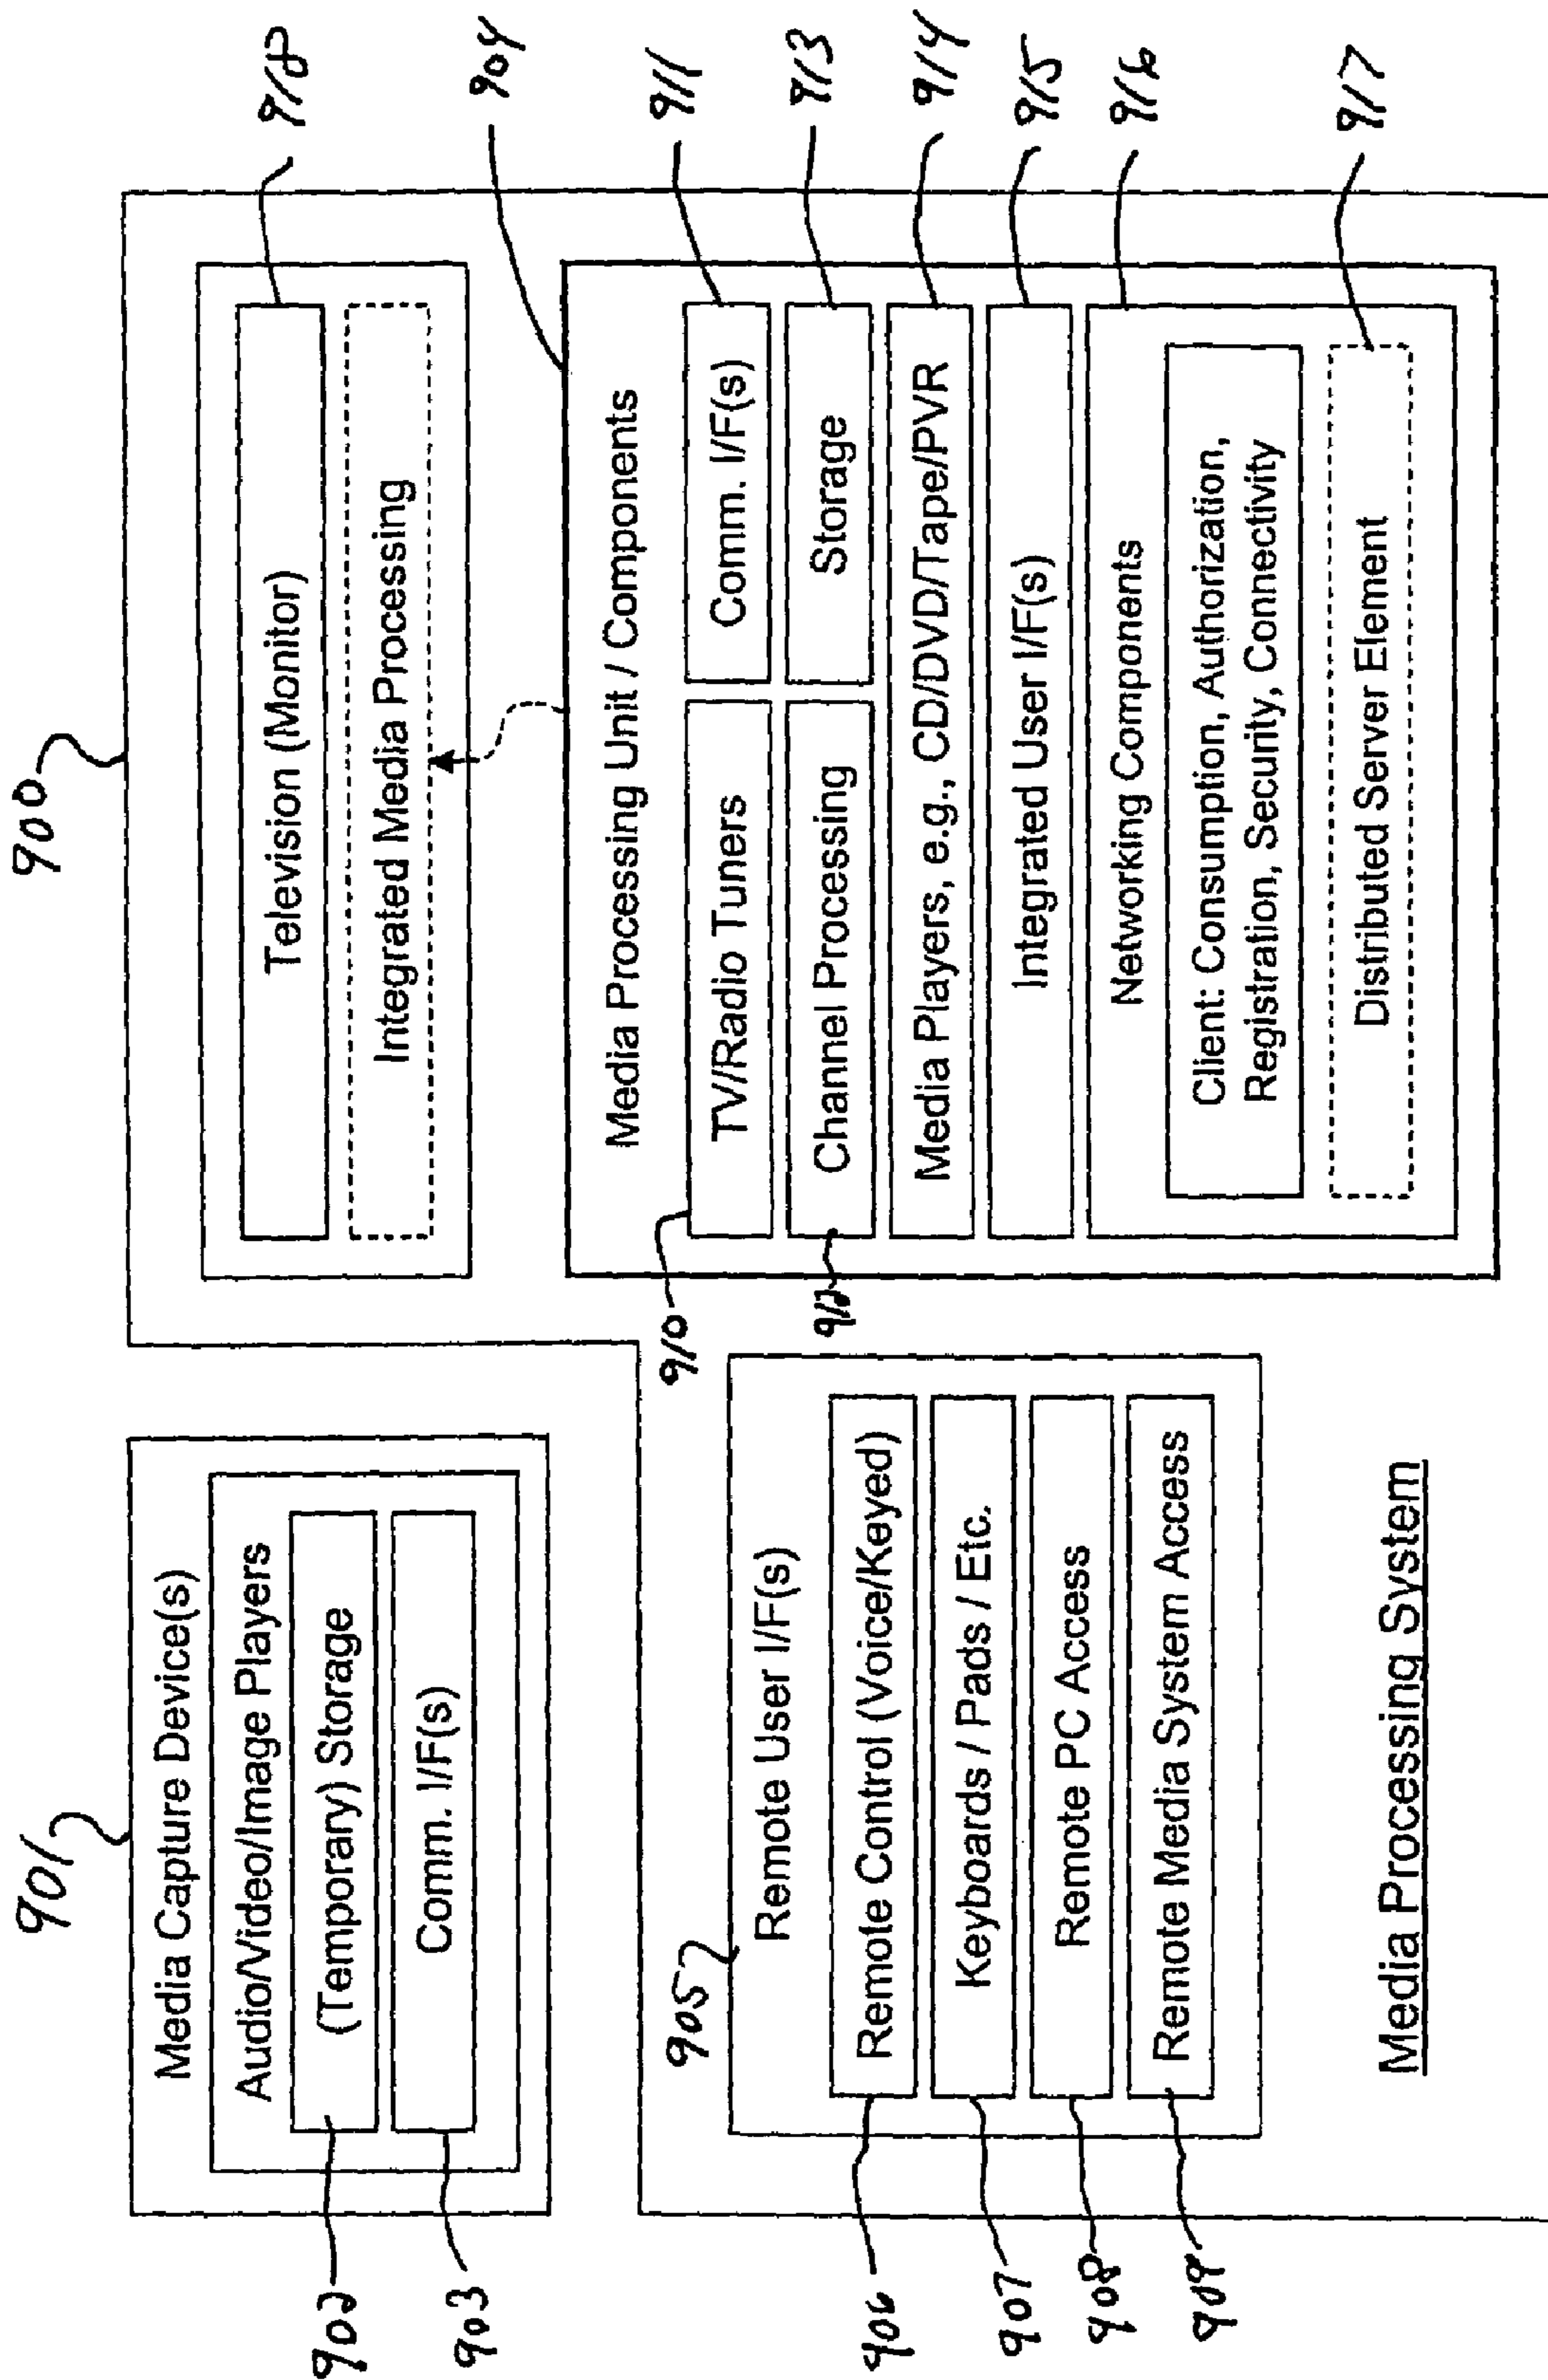 900
901
Media Capture Device(s)
Audio/Video/Image Players
(Temporary) Storage
902
Comm. I/F(s)
903
Television (Monitor)
918
Integrated Media Processing
904
Media Processing Unit / Components
910
TV/Radio Tuners
Comm. I/F(s)
911
912
Channel Processing
Storage
913
Media Players, e.g., CD/DVD/Tape/PVR
914
Integrated User I/F(s)
915
Networking Components
916
Client: Consumption, Authorization,
Registration, Security, Connectivity
Distributed Server Element
917
905
Remote User I/F(s)
Remote Control (Voice/Keyed)
906
Keyboards / Pads / Etc.
907
Remote PC Access
908
Remote Media System Access
909
Media Processing System